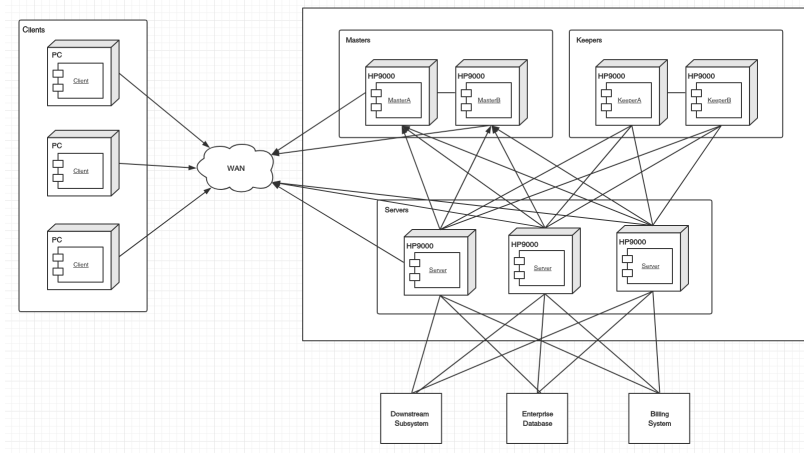 Clients
PC
Client
PC
Client
PC
Client
WAN
Masters
HP9000
MasterA
HP9000
MasterB
Keepers
HP9000
KeeperA
HP9000
KeeperB
Servers
HP9000
Server
HP9000
Server
HP9000
Server
Downstream
Subsystem
Enterprise
Database
Billing
System